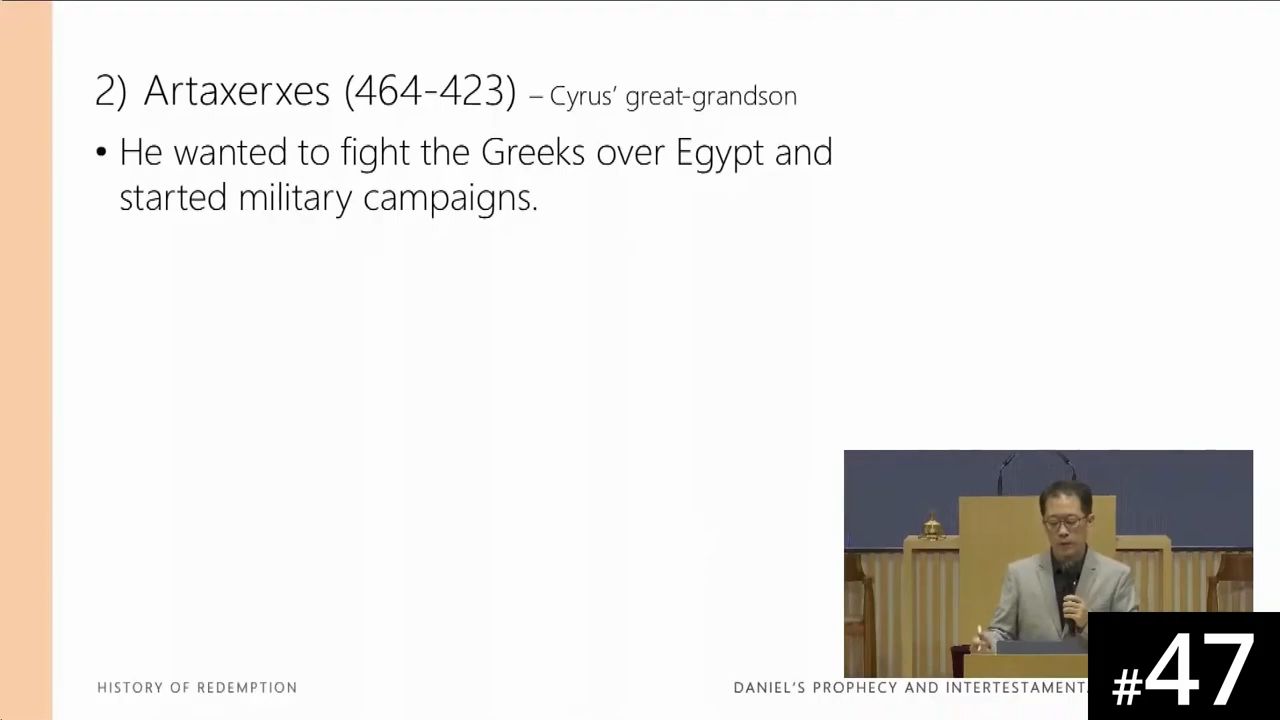 2) Artaxerxes (464-423) – Cyrus’ great-grandson
• He wanted to fight the Greeks over Egypt and
started military campaigns.
HISTORY OF REDEMPTION
DANIEL’S PROPHECY AND INTERTESTAMENTA
#47